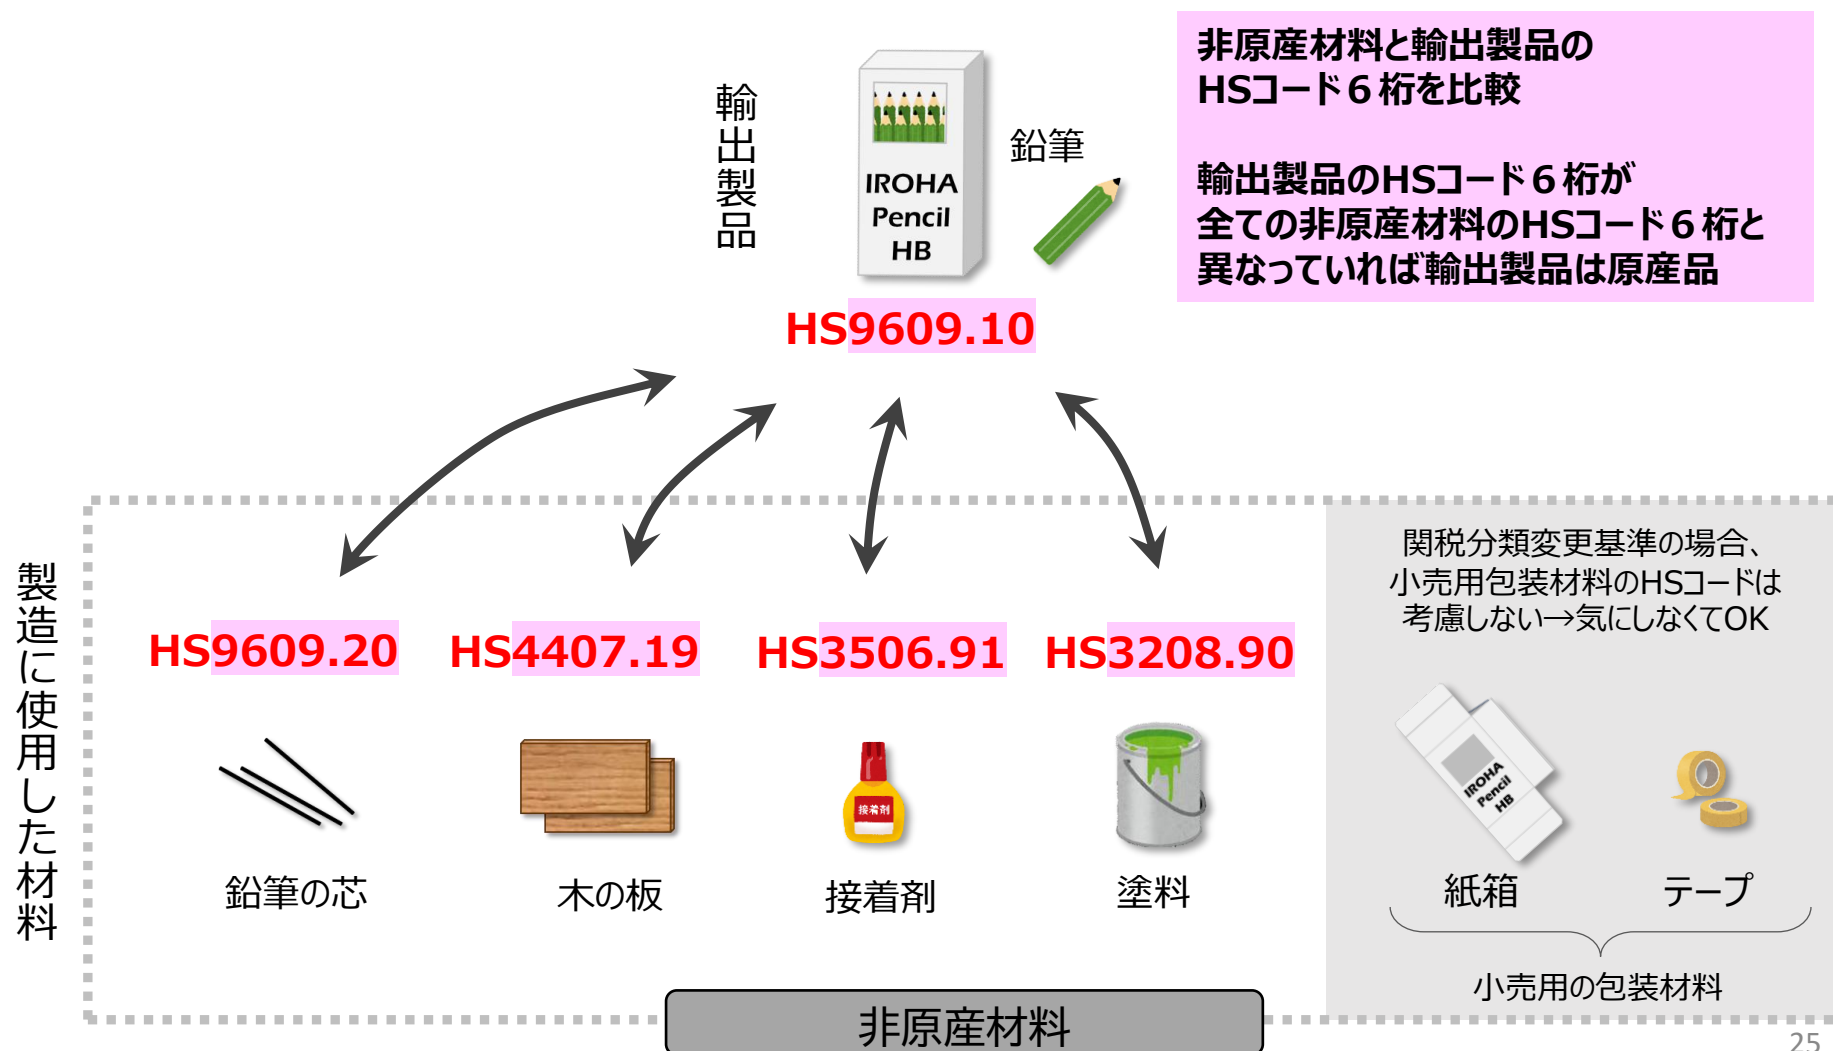 非原産材料と輸出製品の
HSコード６桁を比較
輸出製品のHSコード６桁が
全ての非原産材料のHSコード６桁と
異なっていれば輸出製品は原産品
輸出製品
IROHA
Pencil
HB
鉛筆
HS9609.10
製造に使用した材料
HS9609.20
HS4407.19
HS3506.91
HS3208.90
関税分類変更基準の場合、
小売用包装材料のHSコードは
考慮しない→気にしなくてOK
接着剤
IROHA
Pencil
HB
鉛筆の芯
木の板
接着剤
塗料
紙箱
テープ
小売用の包装材料
非原産材料
25